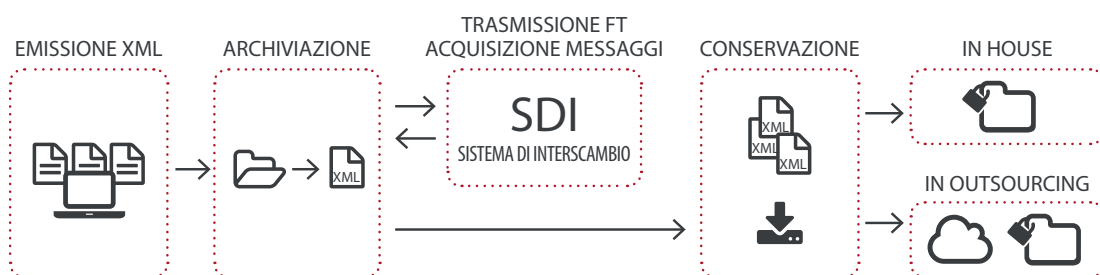 EMISSIONE XML
ARCHIVIAZIONE
XML
TRASMISSIONE FT
ACQUISIZIONE MESSAGGI
SDI
SISTEMA DI INTERSCAMBIO
CONSERVAZIONE
XML
XML
XML
IN HOUSE
IN OUTSOURCING